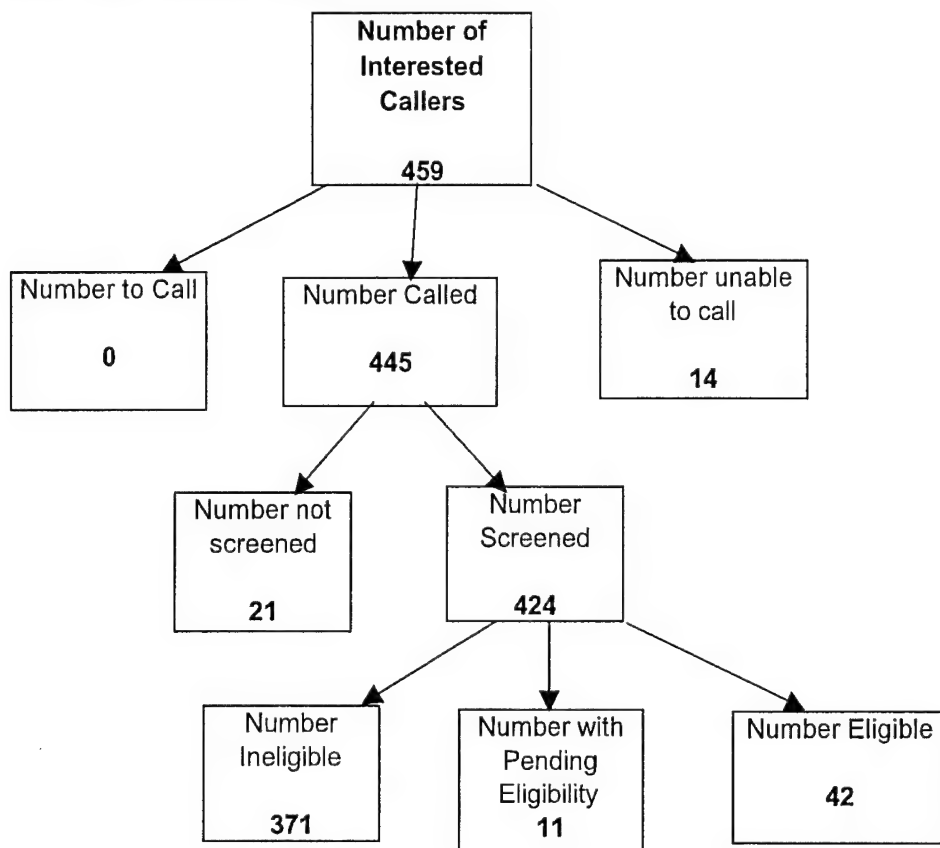 Number of
Interested
Callers
459
Number to Call
0
Number Called
445
Number unable
to call
14
Number not
screened
21
Number
Screened
424
Number
Ineligible
371
Number with
Pending
Eligibility
11
Number Eligible
42